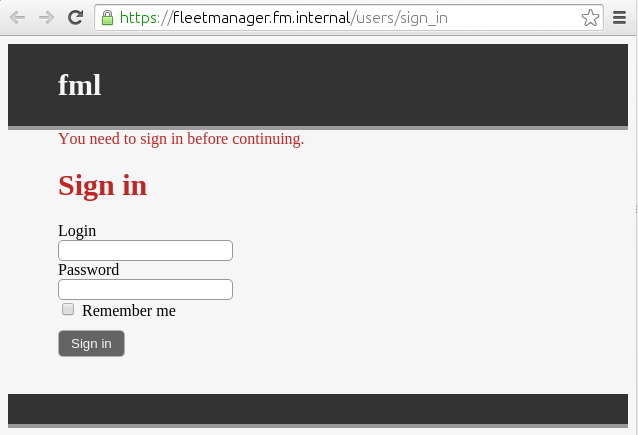 https://fleetmanager.fm.internal/users/sign_in
fml
You need to sign in before continuing.
Sign in
Login
Password
Remember me
Sign in